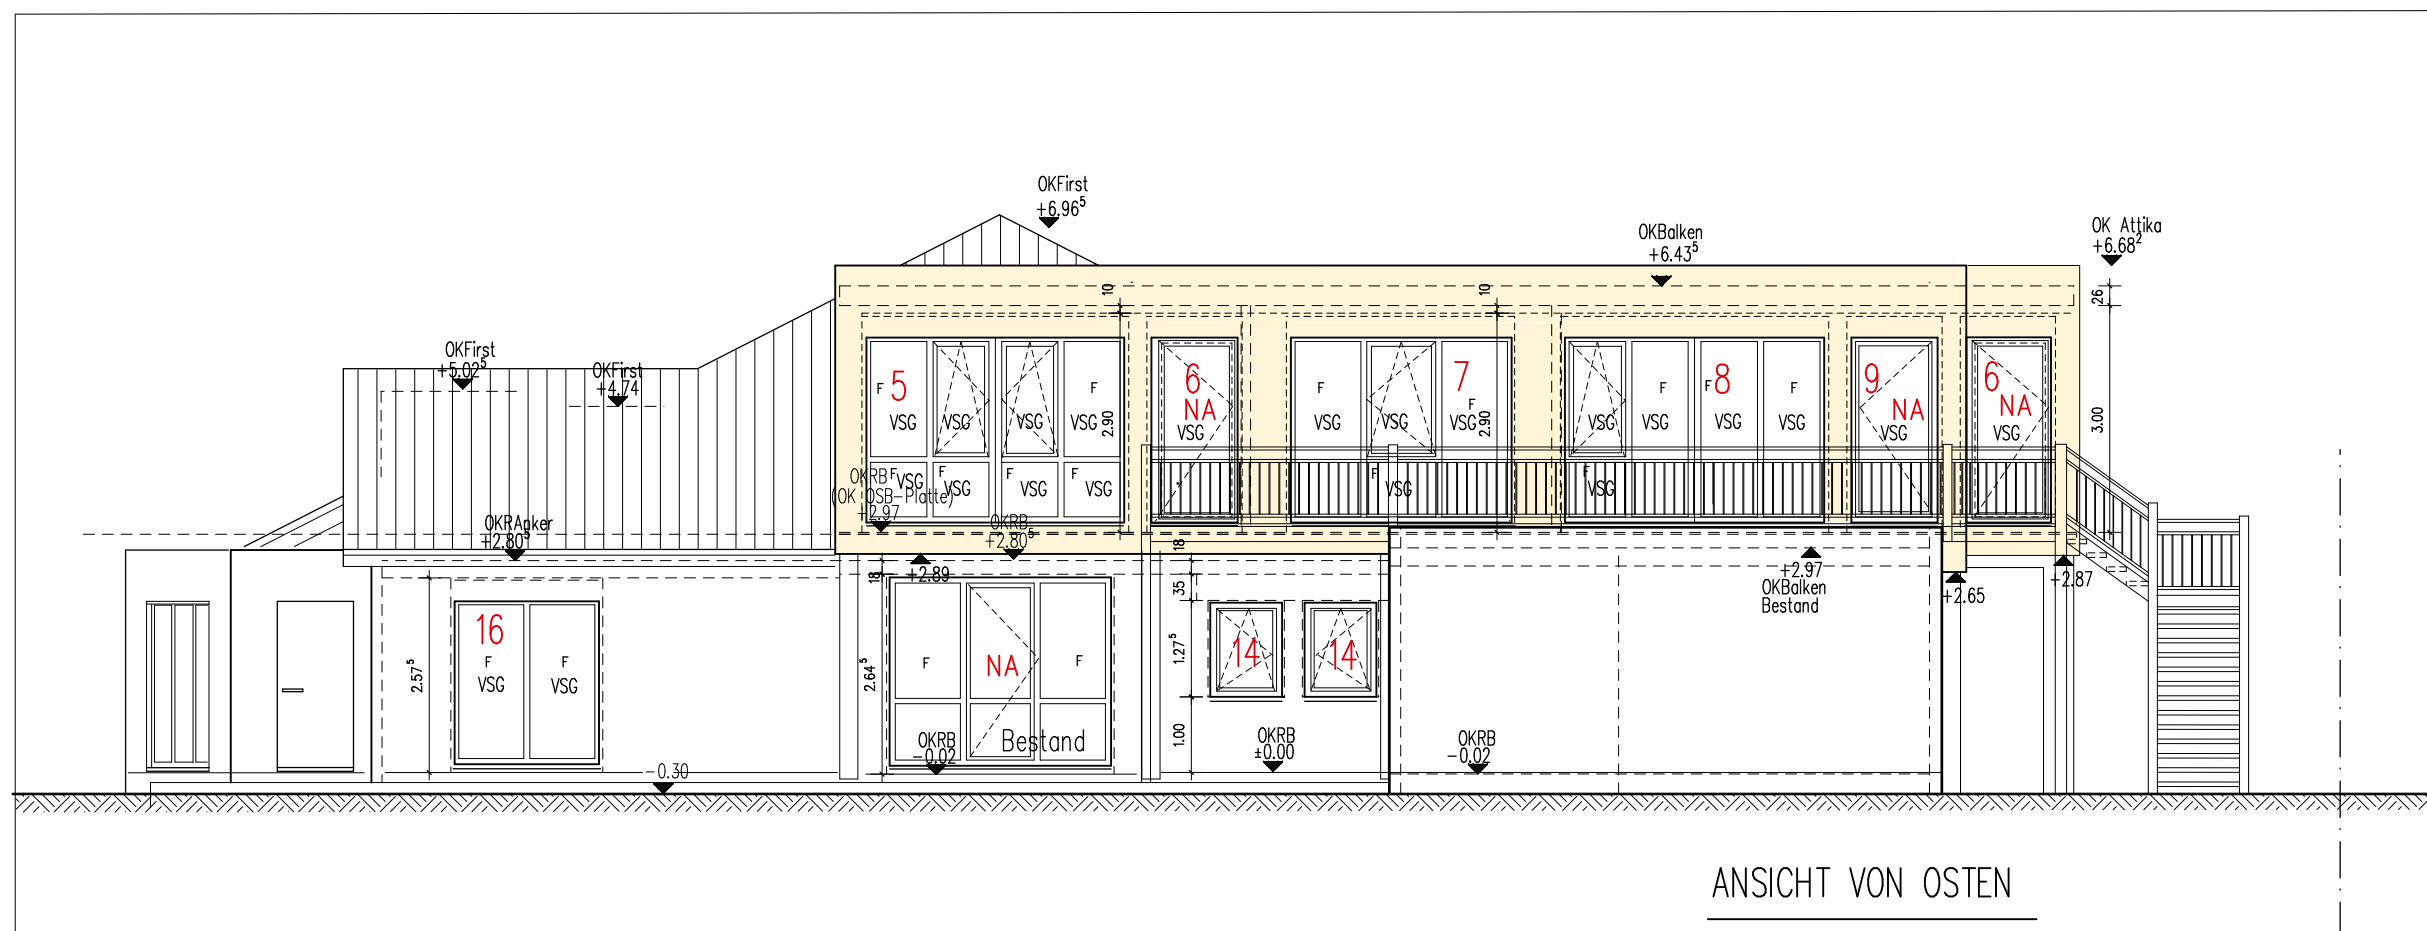 OKFirst
+6.96⁵
OK Attika
+6.68²
OKBalken
+6.43⁵
10
10
26
OKFirst
+5.02⁵
OKFirst
+4.74
F
5
F
6
NA
F
7
F
F
F
8
F
9
NA
6
NA
VSG
VSG
VSG
VSG
2.90
VSG
VSG
VSG
VSG
2.90
VSG
VSG
VSG
VSG
VSG
VSG
3.00
OKRB
(OK OSB-Platte)
+2.97
F
VSG
F
VSG
F
VSG
F
VSG
F
VSG
F
VSG
OKRAnker
+2.80⁵
OKRB
+2.80⁵
18
18
+2.89
35
+2.97
OKBalken
Bestand
+2.65
+2.87
16
F
VSG
F
VSG
2.57⁵
2.64⁵
F
NA
F
1.27⁵
14
14
1.00
OKRB
-0.02
Bestand
OKRB
±0.00
OKRB
-0.02
-0.30
ANSICHT VON OSTEN